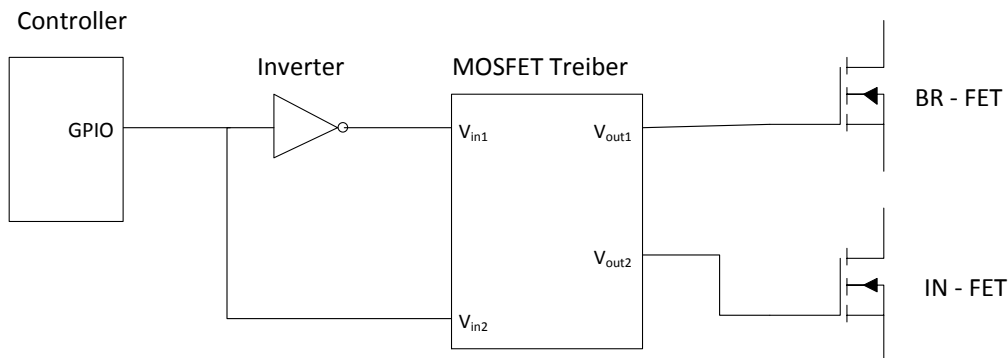 Controller
Inverter
MOSFET Treiber
BR - FET
GPIO
Vin1
Vout1
Vout2
IN - FET
Vin2